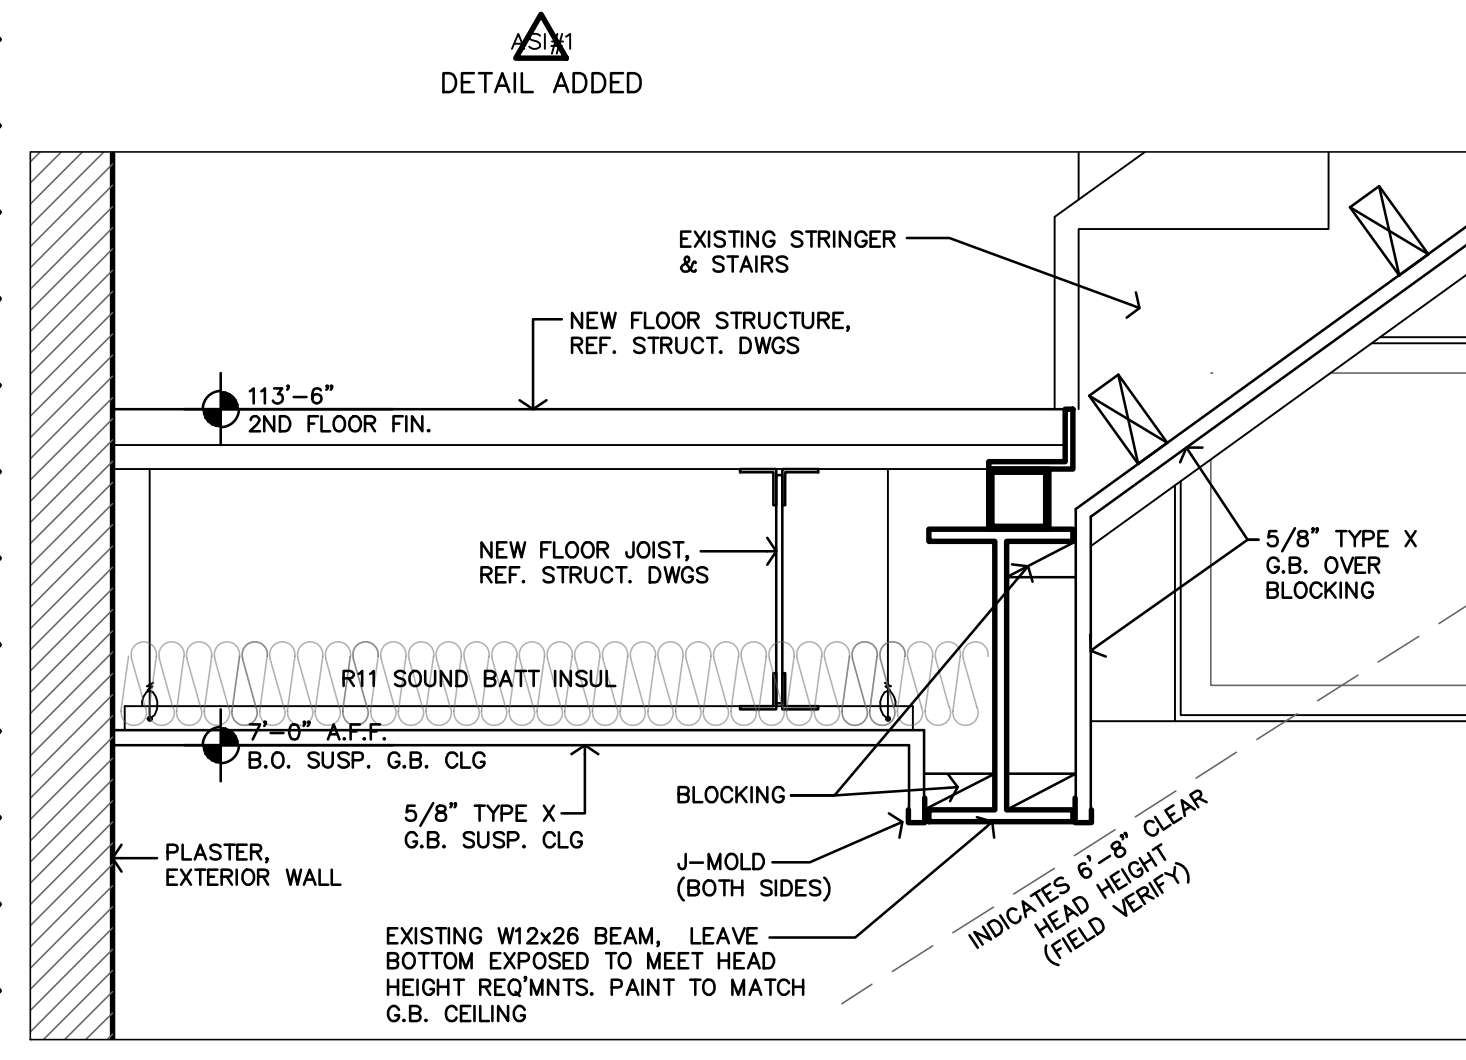 ASI#1
DETAIL ADDED
EXISTING STRINGER
& STAIRS
NEW FLOOR STRUCTURE,
REF. STRUCT. DWGS
113'-6"
2ND FLOOR FIN.
NEW FLOOR JOIST,
REF. STRUCT. DWGS
5/8" TYPE X
G.B. OVER
BLOCKING
R11 SOUND BATT INSUL
7'-0" A.F.F.
B.O. SUSP. G.B. CLG
5/8" TYPE X
G.B. SUSP. CLG
BLOCKING
PLASTER,
EXTERIOR WALL
J-MOLD
(BOTH SIDES)
INDICATES 6'-8" CLEAR
HEAD HEIGHT
(FIELD VERIFY)
EXISTING W12x26 BEAM, LEAVE
BOTTOM EXPOSED TO MEET HEAD
HEIGHT REQ'MNTS. PAINT TO MATCH
G.B. CEILING